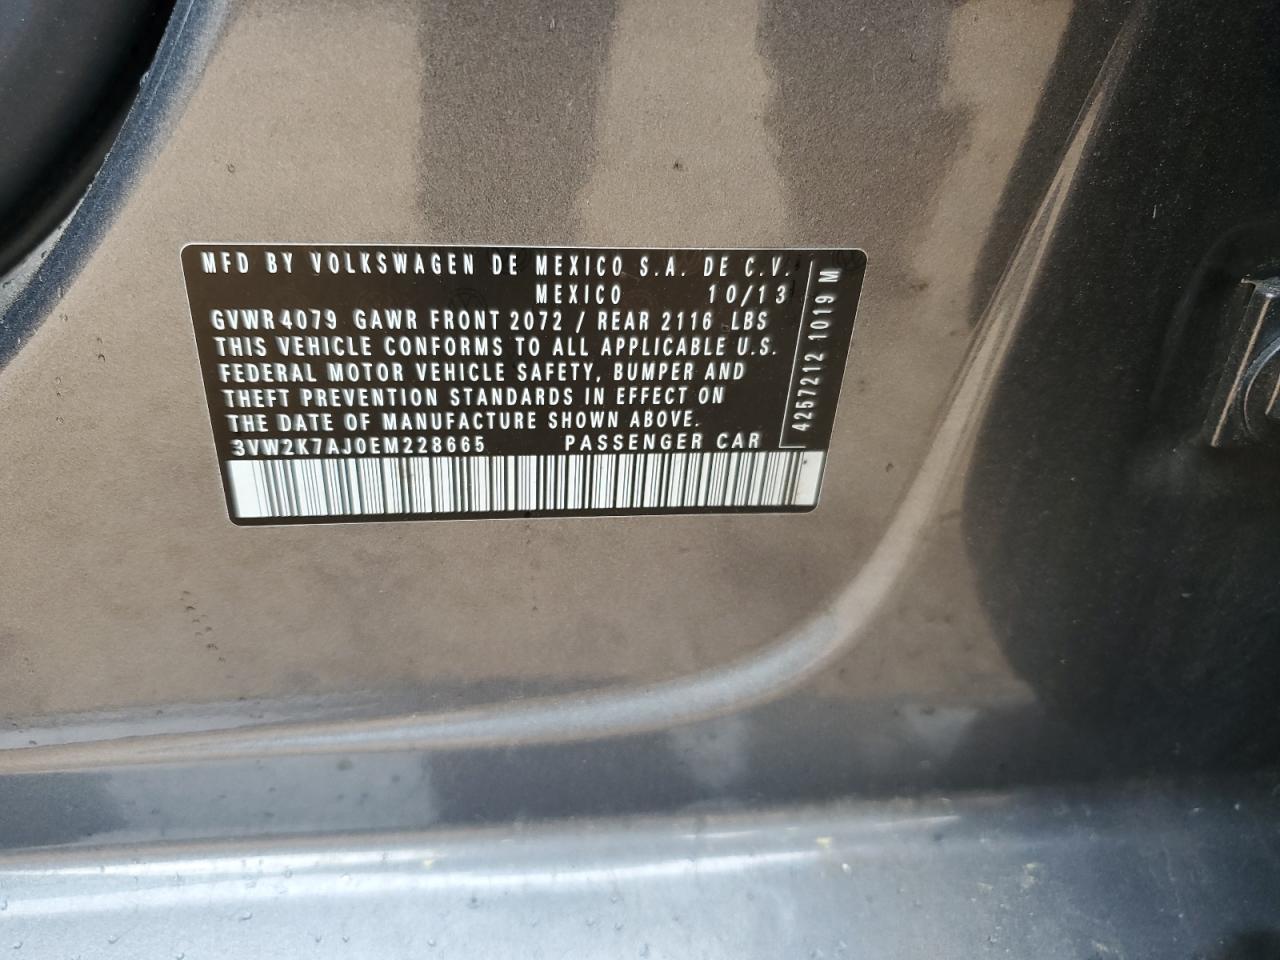 MFD BY VOLKSWAGEN DE MEXICO S.A. DE C.V.
MEXICO 10/13
GVWR 4079 GAWR FRONT 2072 / REAR 2116 LBS
THIS VEHICLE CONFORMS TO ALL APPLICABLE U.S.
FEDERAL MOTOR VEHICLE SAFETY, BUMPER AND
THEFT PREVENTION STANDARDS IN EFFECT ON
THE DATE OF MANUFACTURE SHOWN ABOVE.
3VW2K7AJ0EM228665 PASSENGER CAR
4257212 1019 M